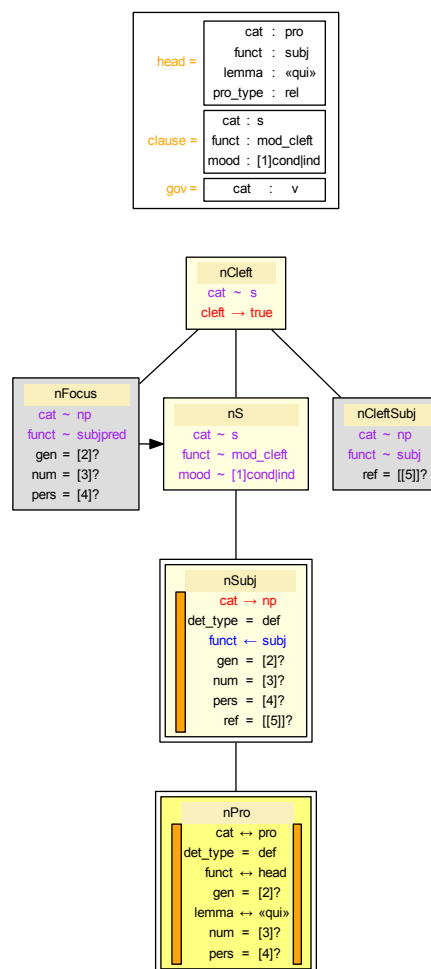 head =
cat : pro
funct : subj
lemma : «qui»
pro_type : rel
clause =
cat : s
funct : mod_cleft
mood : [1]cond|ind
gov =
cat : v
nCleft
cat ~ s
cleft → true
nFocus
cat ~ np
funct ~ subjpred
gen = [2]?
num = [3]?
pers = [4]?
nS
cat ~ s
funct ~ mod_cleft
mood ~ [1]cond|ind
nCleftSubj
cat ~ np
funct ~ subj
ref = [[5]]?
nSubj
cat → np
det_type = def
funct ← subj
gen = [2]?
num = [3]?
pers = [4]?
ref = [[5]]?
nPro
cat ↔ pro
det_type = def
funct ↔ head
gen = [2]?
lemma ↔ «qui»
num = [3]?
pers = [4]?